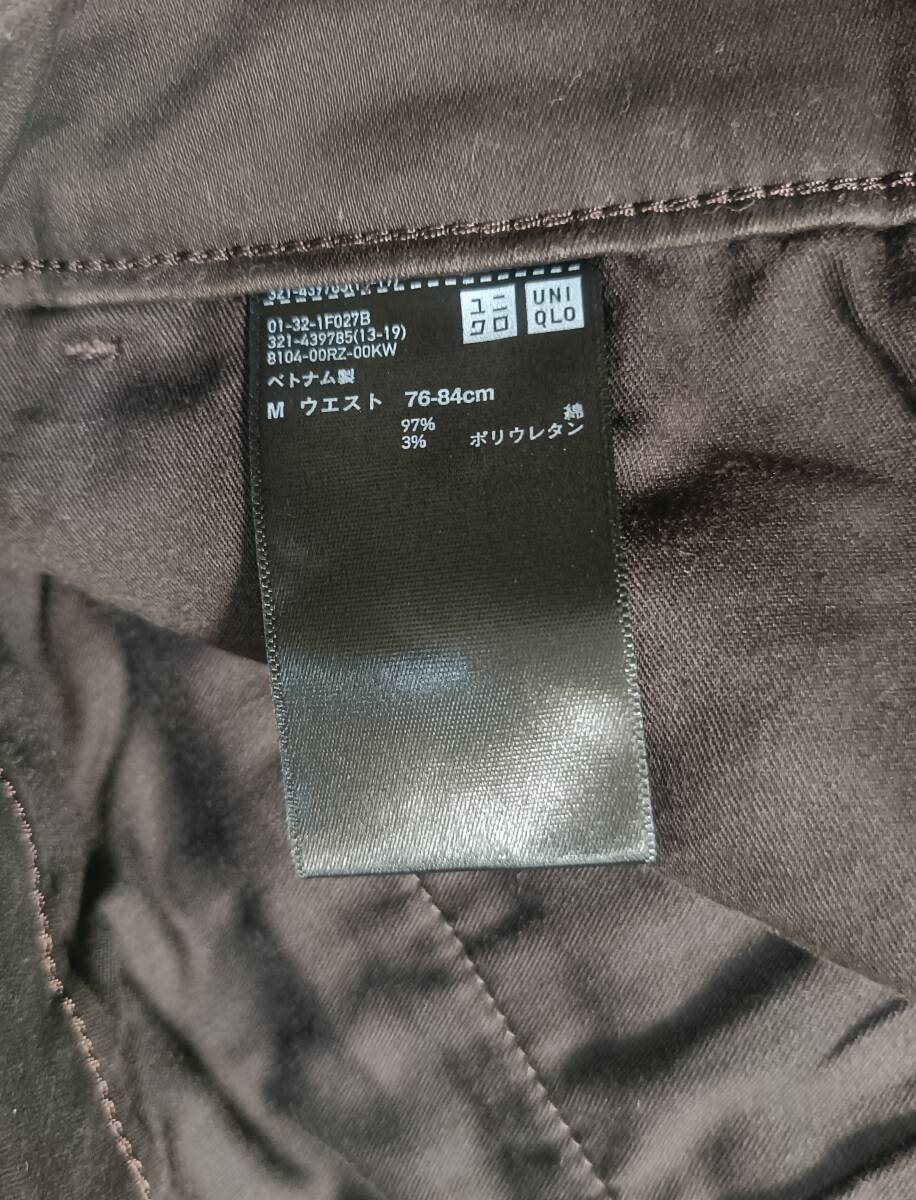 ユニ
クロ
UNI
QLO
01-32-1F027B
321-439785(13-19)
8104-00RZ-00KW
ベトナム製
M ウエスト 76-84cm
97% 綿
3% ポリウレタン